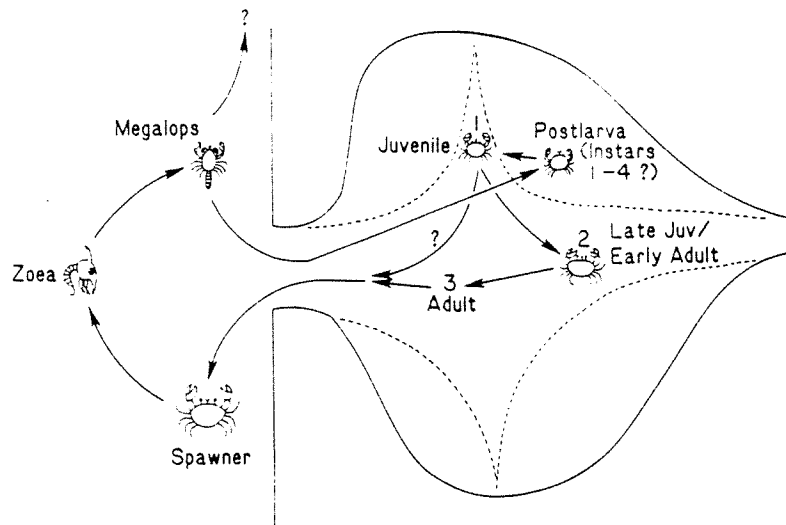 ?
Megalops
1
Juvenile
Postlarva
(Instars
1-4 ?)
?
2
Late Juv/
Early Adult
Zoea
3
Adult
Spawner